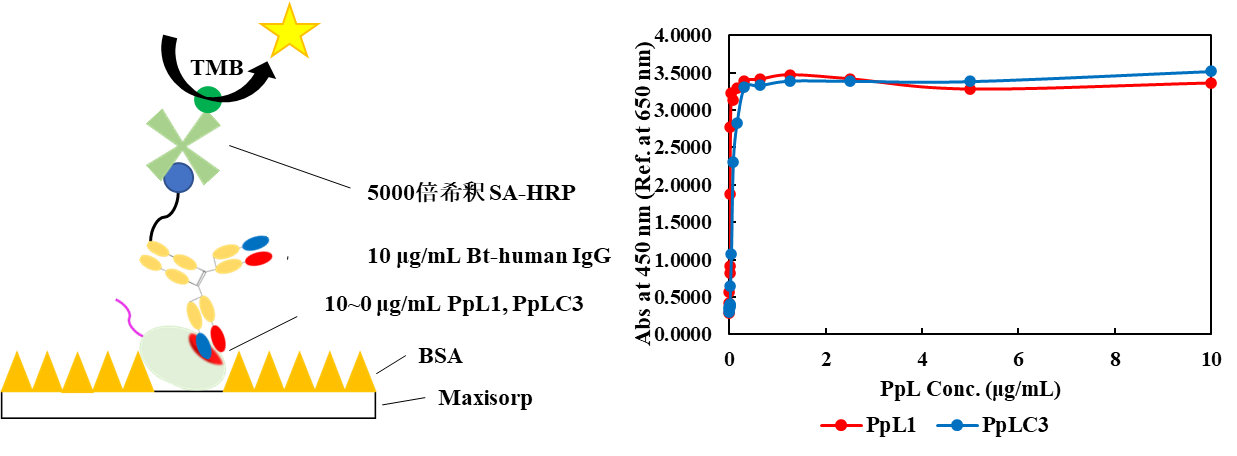 TMB
5000倍希釈 SA-HRP
10 μg/mL Bt-human IgG
10~0 μg/mL PpL1, PpLC3
BSA
Maxisorp
Abs at 450 nm (Ref. at 650 nm)
4.0000
3.5000
3.0000
2.5000
2.0000
1.5000
1.0000
0.5000
0.0000
0 2 4 6 8 10
PpL Conc. (μg/mL)
PpL1 PpLC3